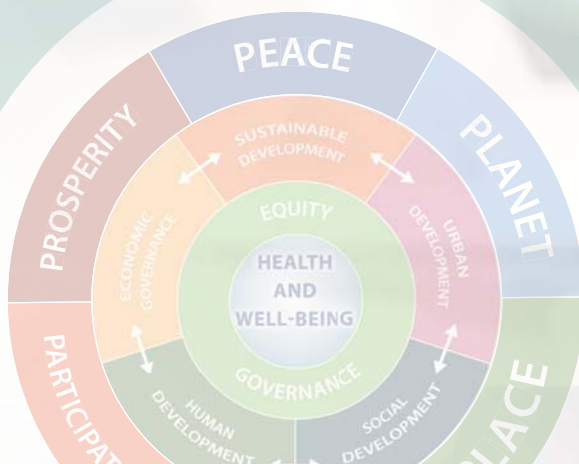 PEACE
PROSPERITY
PLANET
SUSTAINABLE
DEVELOPMENT
ECONOMIC
GOVERNANCE
URBAN
DEVELOPMENT
EQUITY
HEALTH
AND
WELL-BEING
GOVERNANCE
HUMAN
DEVELOPMENT
SOCIAL
DEVELOPMENT
PARTICIPAT
LACE